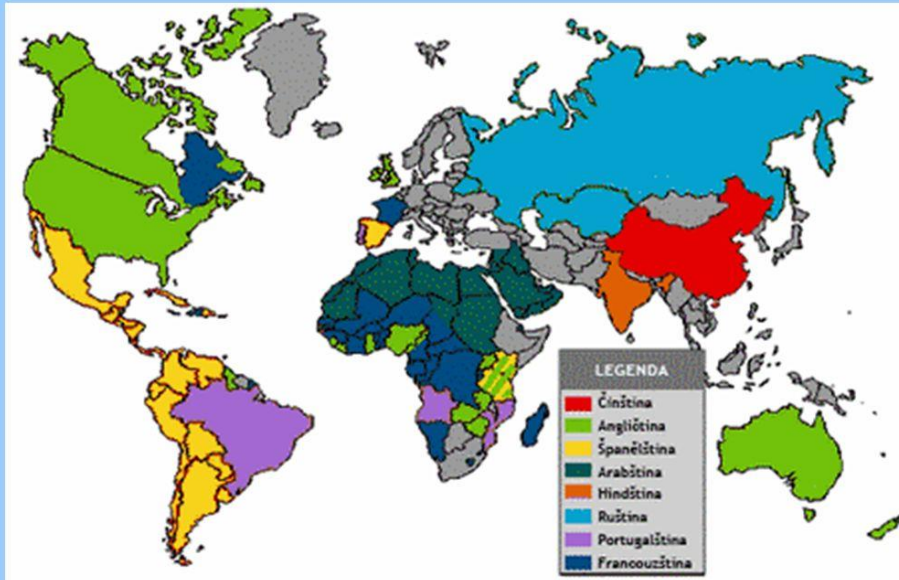 LEGENDA
Čínština
Angličtina
Španělština
Arabština
Hindština
Ruština
Portugalština
Francouzština